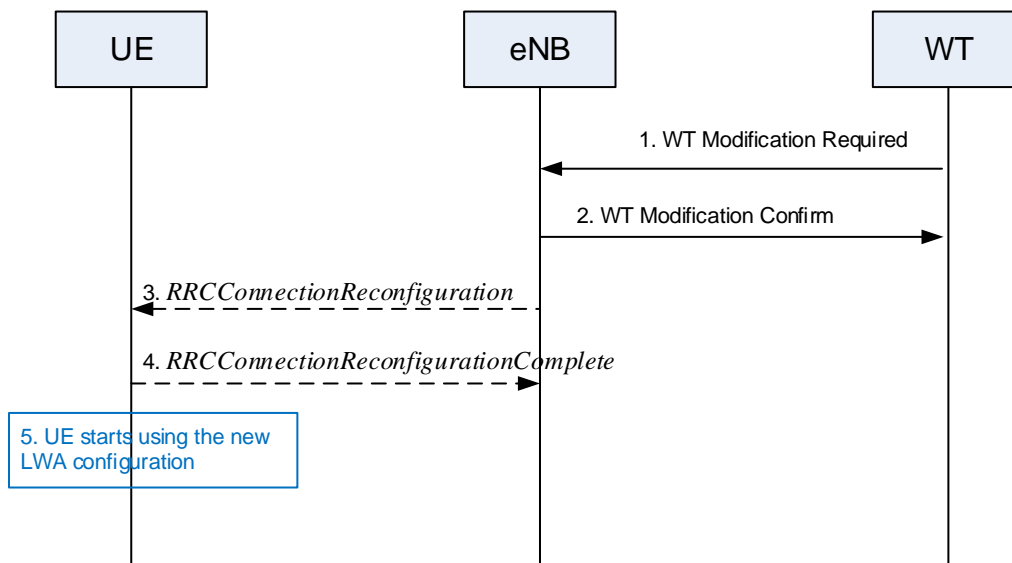 UE
eNB
WT
1. WT Modification Required
2. WT Modification Confirm
3. RRCConnectionReconfiguration
4. RRCConnectionReconfigurationComplete
5. UE starts using the new
LWA configuration